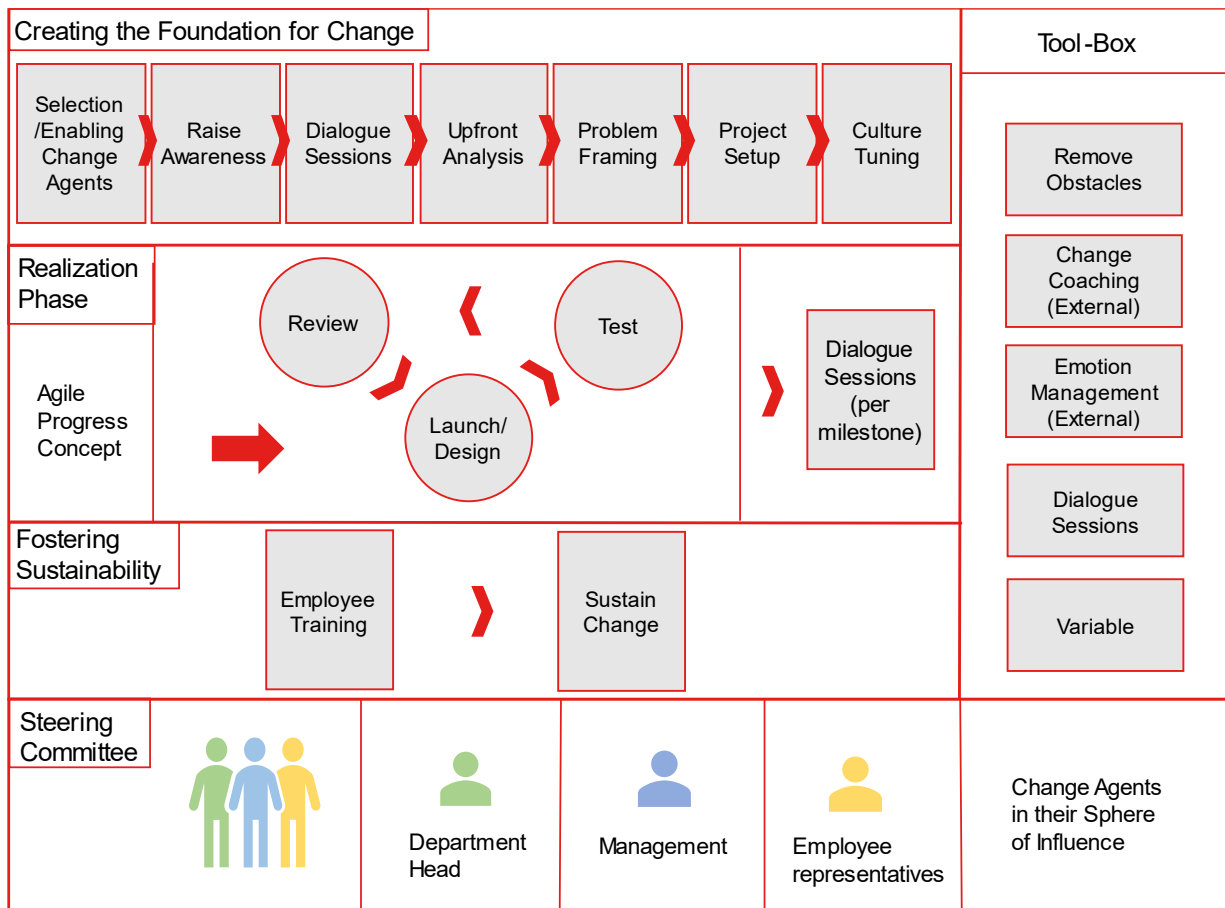 Creating the Foundation for Change
Tool-Box
Selection
/Enabling
Change
Agents
Raise
Awareness
Dialogue
Sessions
Upfront
Analysis
Problem
Framing
Project
Setup
Culture
Tuning
Remove
Obstacles
Change
Coaching
(External)
Emotion
Management
(External)
Dialogue
Sessions
Variable
Realization
Phase
Agile
Progress
Concept
Review
Test
Launch/
Design
Dialogue
Sessions
(per
milestone)
Fostering
Sustainability
Employee
Training
Sustain
Change
Steering
Committee
Department
Head
Management
Employee
representatives
Change Agents
in their Sphere
of Influence